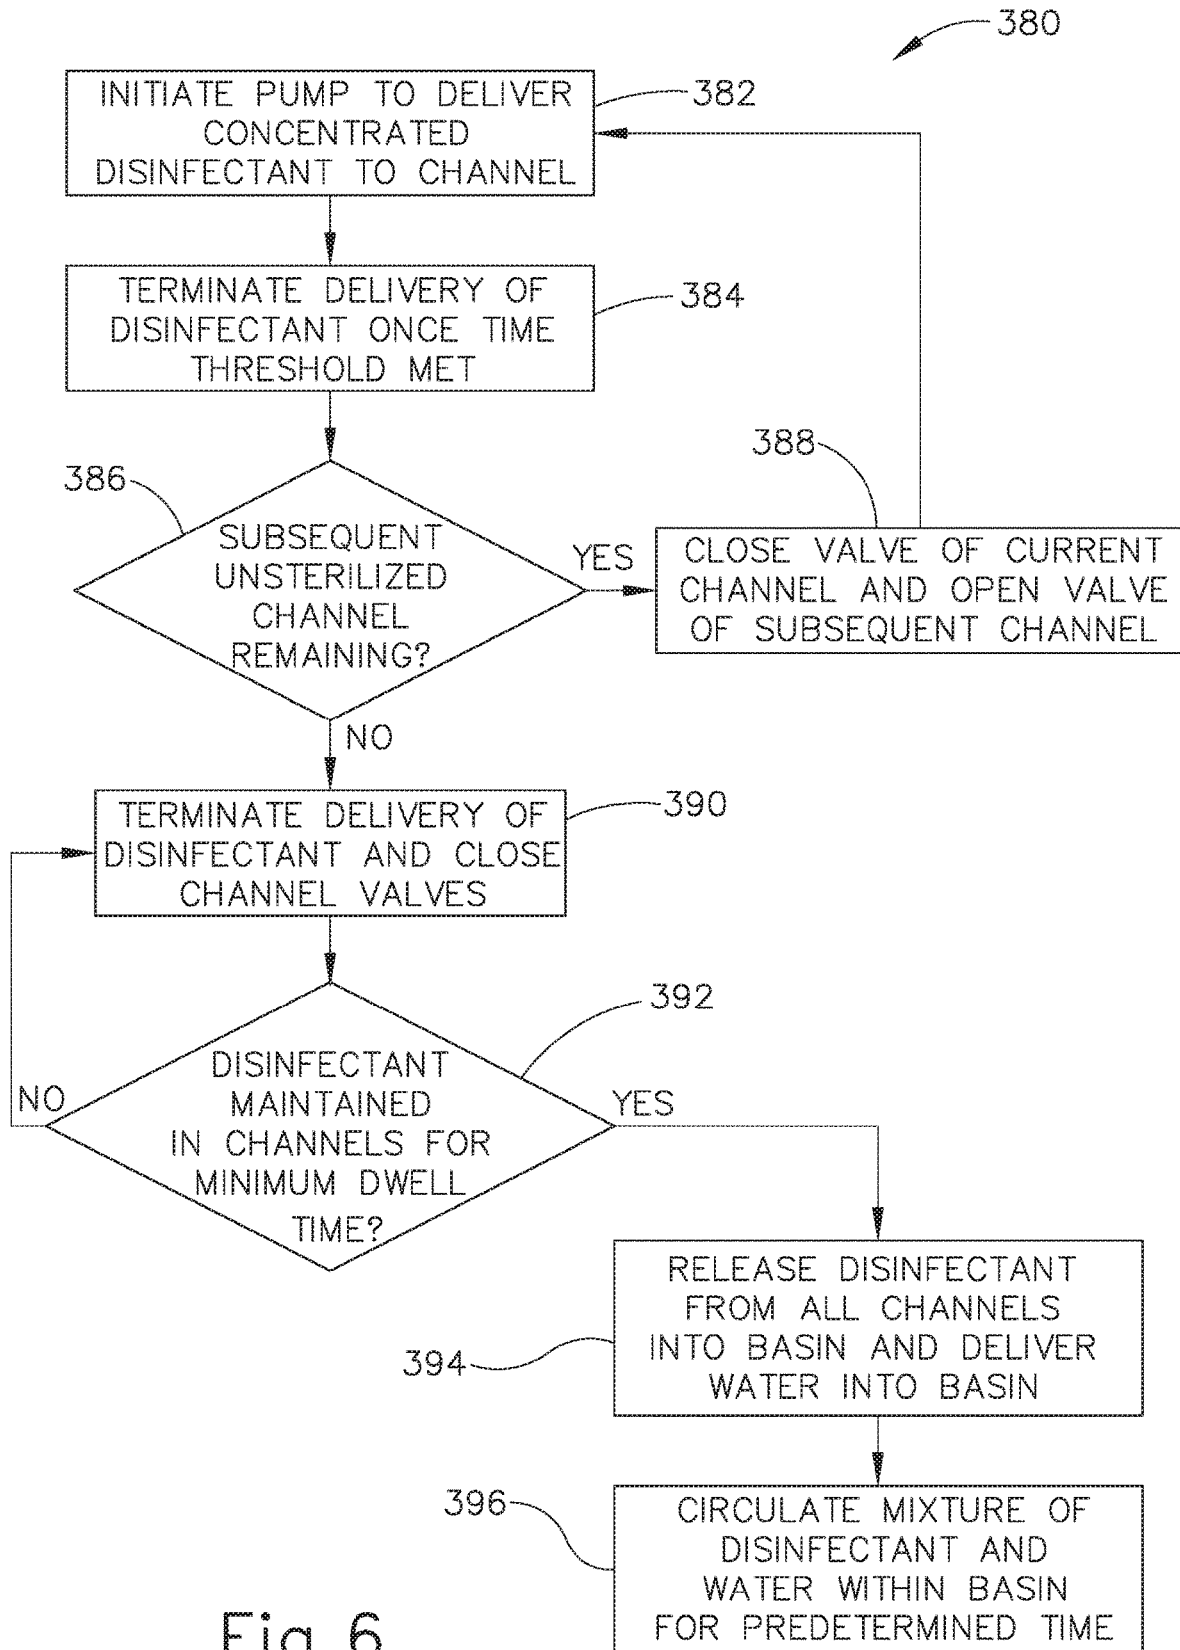 380
INITIATE PUMP TO DELIVER
CONCENTRATED
DISINFECTANT TO CHANNEL
382
TERMINATE DELIVERY OF
DISINFECTANT ONCE TIME
THRESHOLD MET
384
386
SUBSEQUENT
UNSTERILIZED
CHANNEL
REMAINING?
YES
388
CLOSE VALVE OF CURRENT
CHANNEL AND OPEN VALVE
OF SUBSEQUENT CHANNEL
NO
TERMINATE DELIVERY OF
DISINFECTANT AND CLOSE
CHANNEL VALVES
390
392
DISINFECTANT
MAINTAINED
IN CHANNELS FOR
MINIMUM DWELL
TIME?
NO
YES
RELEASE DISINFECTANT
FROM ALL CHANNELS
INTO BASIN AND DELIVER
WATER INTO BASIN
394
396
CIRCULATE MIXTURE OF
DISINFECTANT AND
WATER WITHIN BASIN
FOR PREDETERMINED TIME
Fig.6